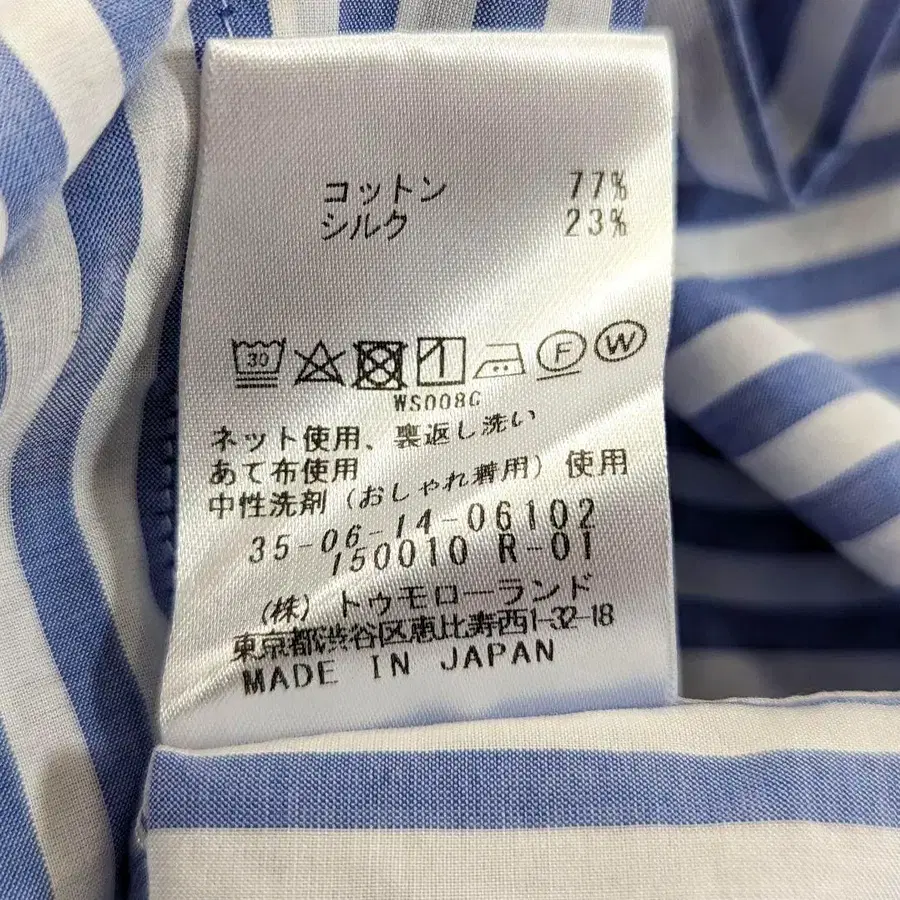 コットン 77%
シルク 23%
30 F W
WS008C
ネット使用、裏返し洗い
あて布使用
中性洗剤（おしゃれ着用）使用
35-06-14-06102
150010 R-01
（株）トゥモローランド
東京都渋谷区恵比寿西1-32-18
MADE IN JAPAN